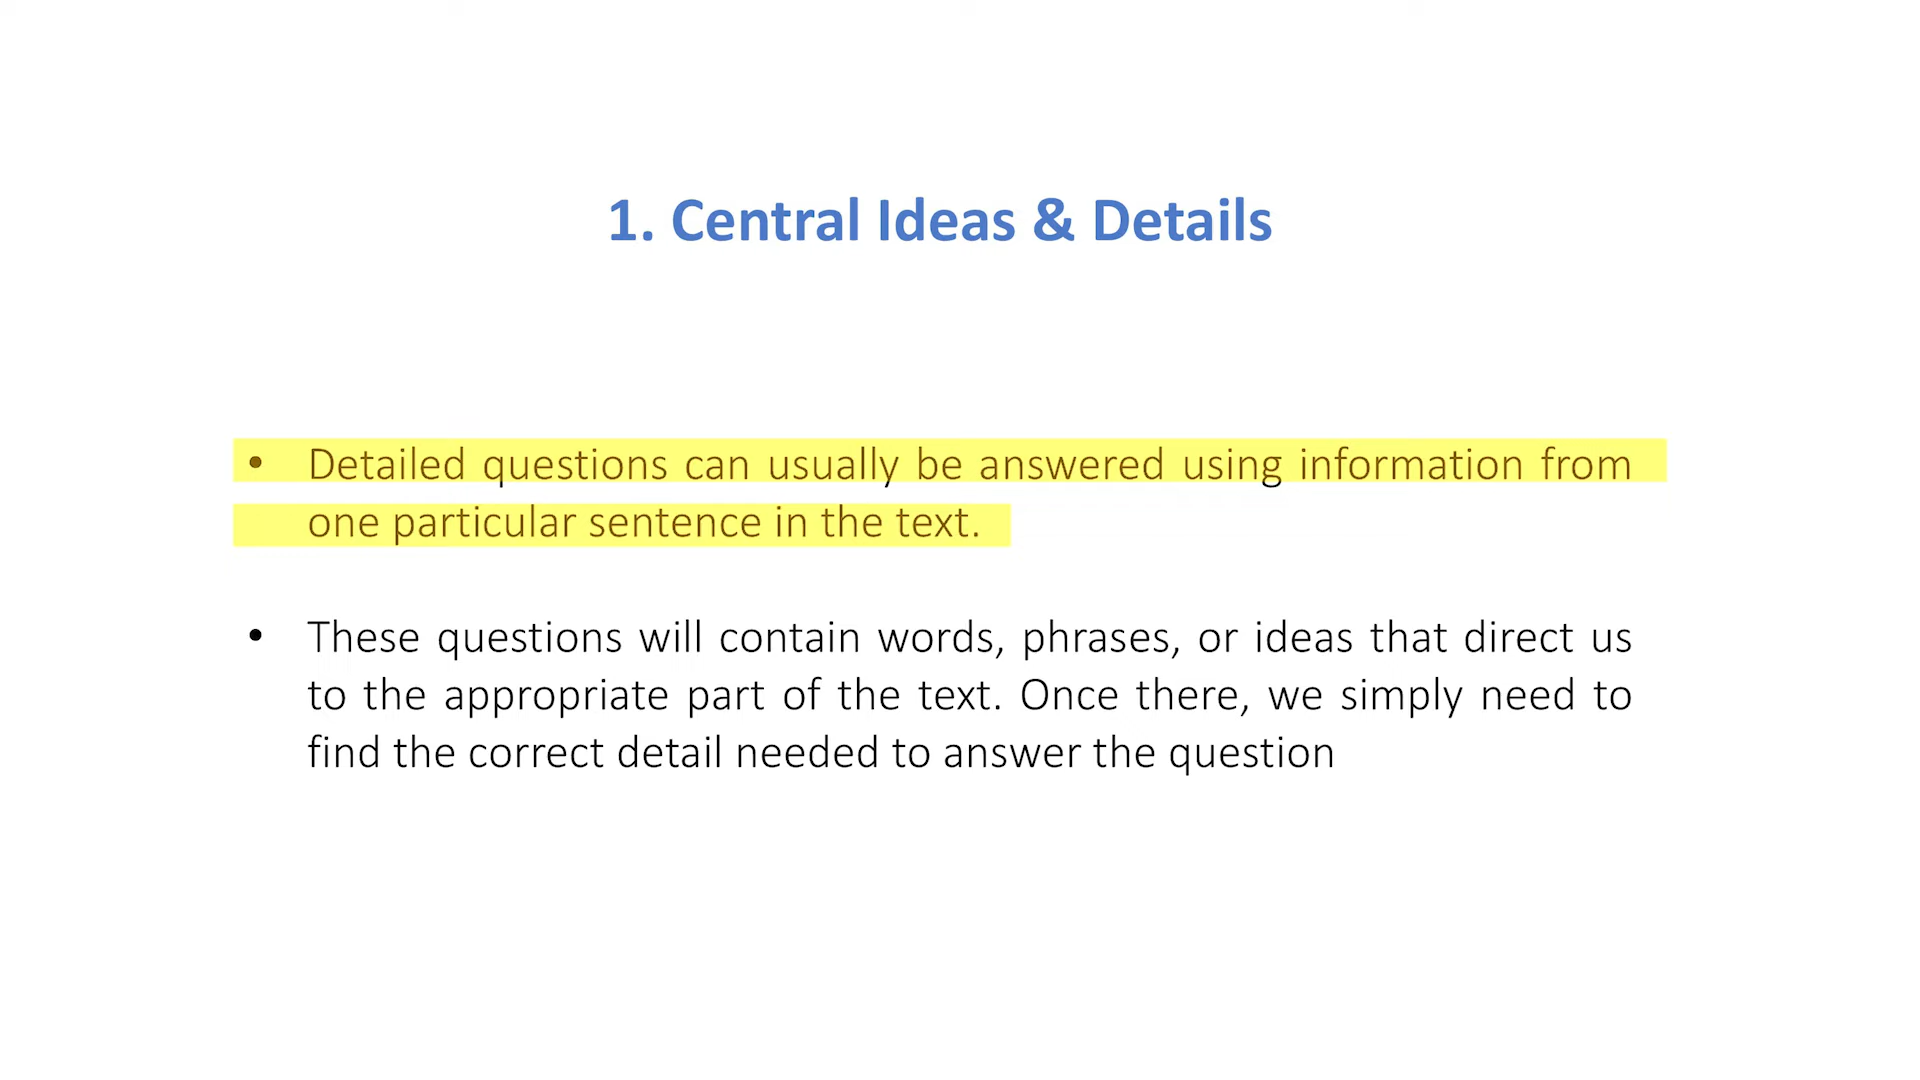 1. Central Ideas & Details
• Detailed questions can usually be answered using information from
one particular sentence in the text.
• These questions will contain words, phrases, or ideas that direct us
to the appropriate part of the text. Once there, we simply need to
find the correct detail needed to answer the question